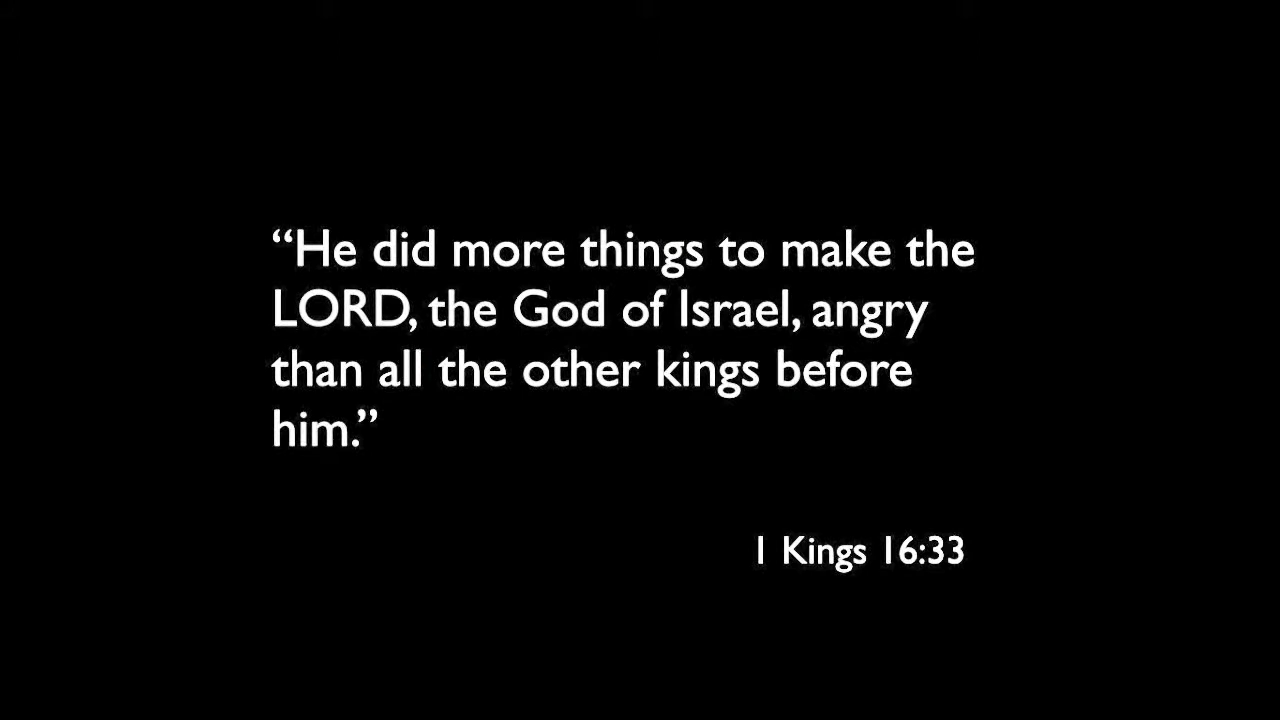 “He did more things to make the
LORD, the God of Israel, angry
than all the other kings before
him.”
1 Kings 16:33